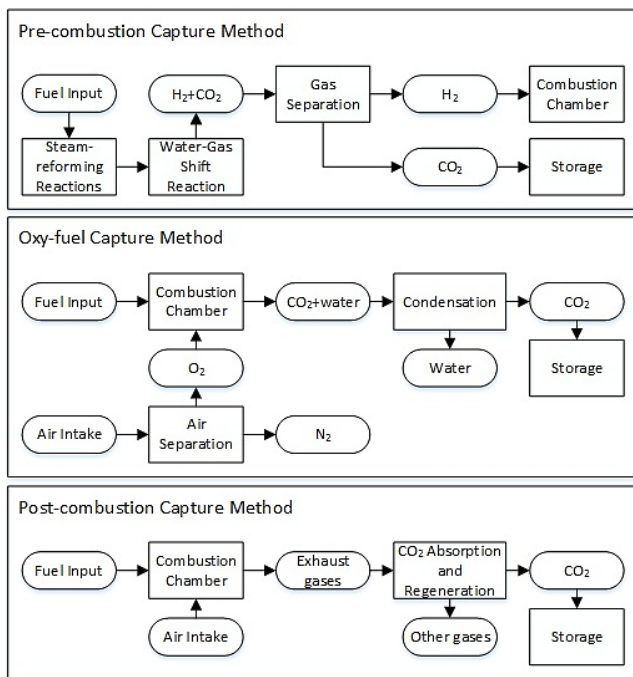 Pre-combustion Capture Method
Fuel Input
H₂+CO₂
Gas
Separation
H₂
Combustion
Chamber
Steam-
reforming
Reactions
Water-Gas
Shift
Reaction
CO₂
Storage
Oxy-fuel Capture Method
Fuel Input
Combustion
Chamber
CO₂+water
Condensation
CO₂
O₂
Water
Storage
Air Intake
Air
Separation
N₂
Post-combustion Capture Method
Fuel Input
Combustion
Chamber
Exhaust
gases
CO₂ Absorption
and
Regeneration
CO₂
Air Intake
Other gases
Storage